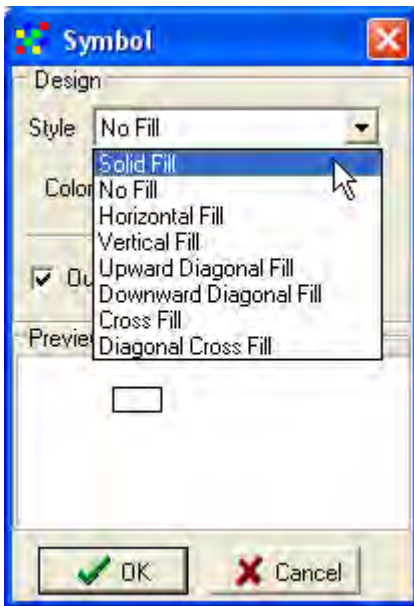 Symbol
Design
Style No Fill
Solid Fill
Color
No Fill
Horizontal Fill
Vertical Fill
Upward Diagonal Fill
Downward Diagonal Fill
Cross Fill
Diagonal Cross Fill
OK Cancel